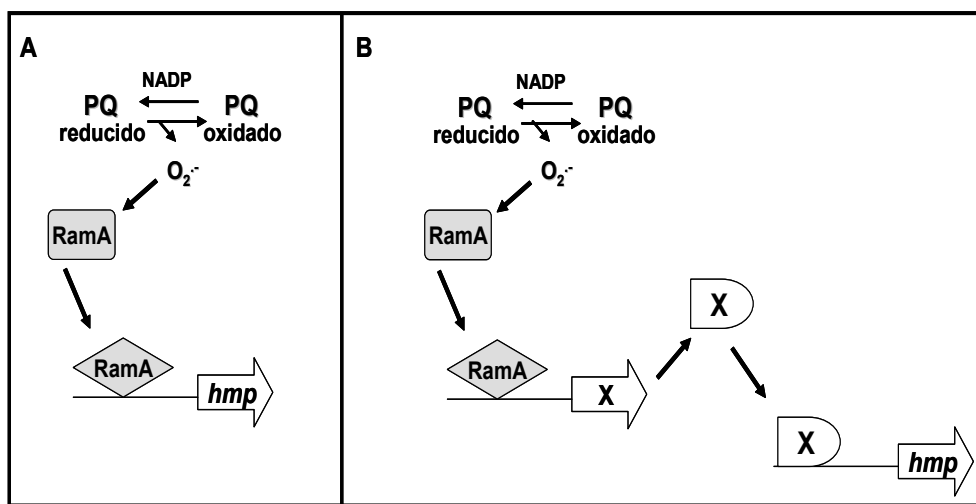 A
NADP
PQ PQ
reducido oxidado
O₂·-
RamA
RamA
hmp
B
NADP
PQ PQ
reducido oxidado
O₂·-
RamA
X
RamA
X
X
hmp